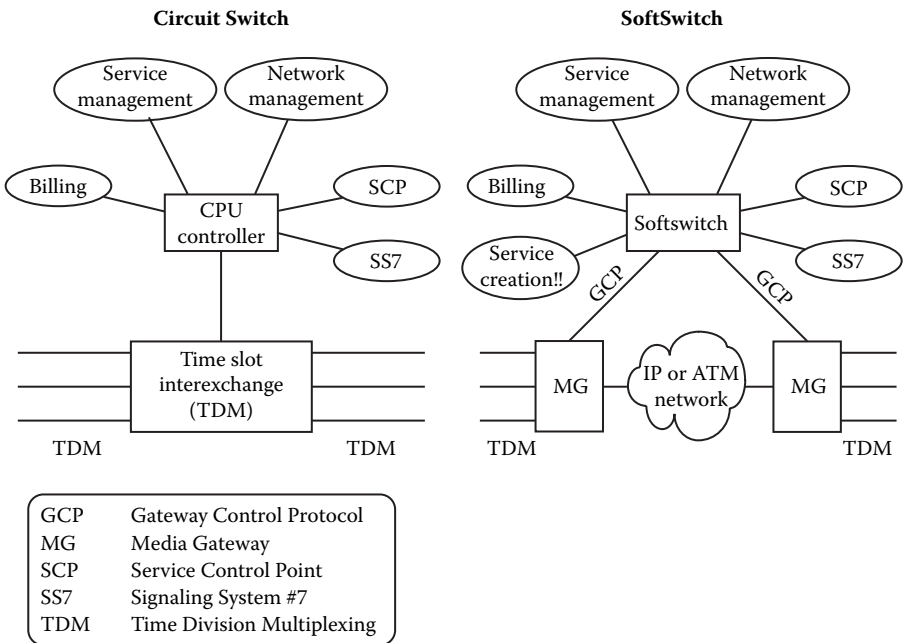 Circuit Switch
Service
management
Network
management
Billing
CPU
controller
SCP
SS7
Time slot
interexchange
(TDM)
TDM
TDM
SoftSwitch
Service
management
Network
management
Billing
Softswitch
SCP
Service
creation!!
SS7
GCP
GCP
MG
IP or ATM
network
MG
TDM
TDM
GCP Gateway Control Protocol
MG Media Gateway
SCP Service Control Point
SS7 Signaling System #7
TDM Time Division Multiplexing